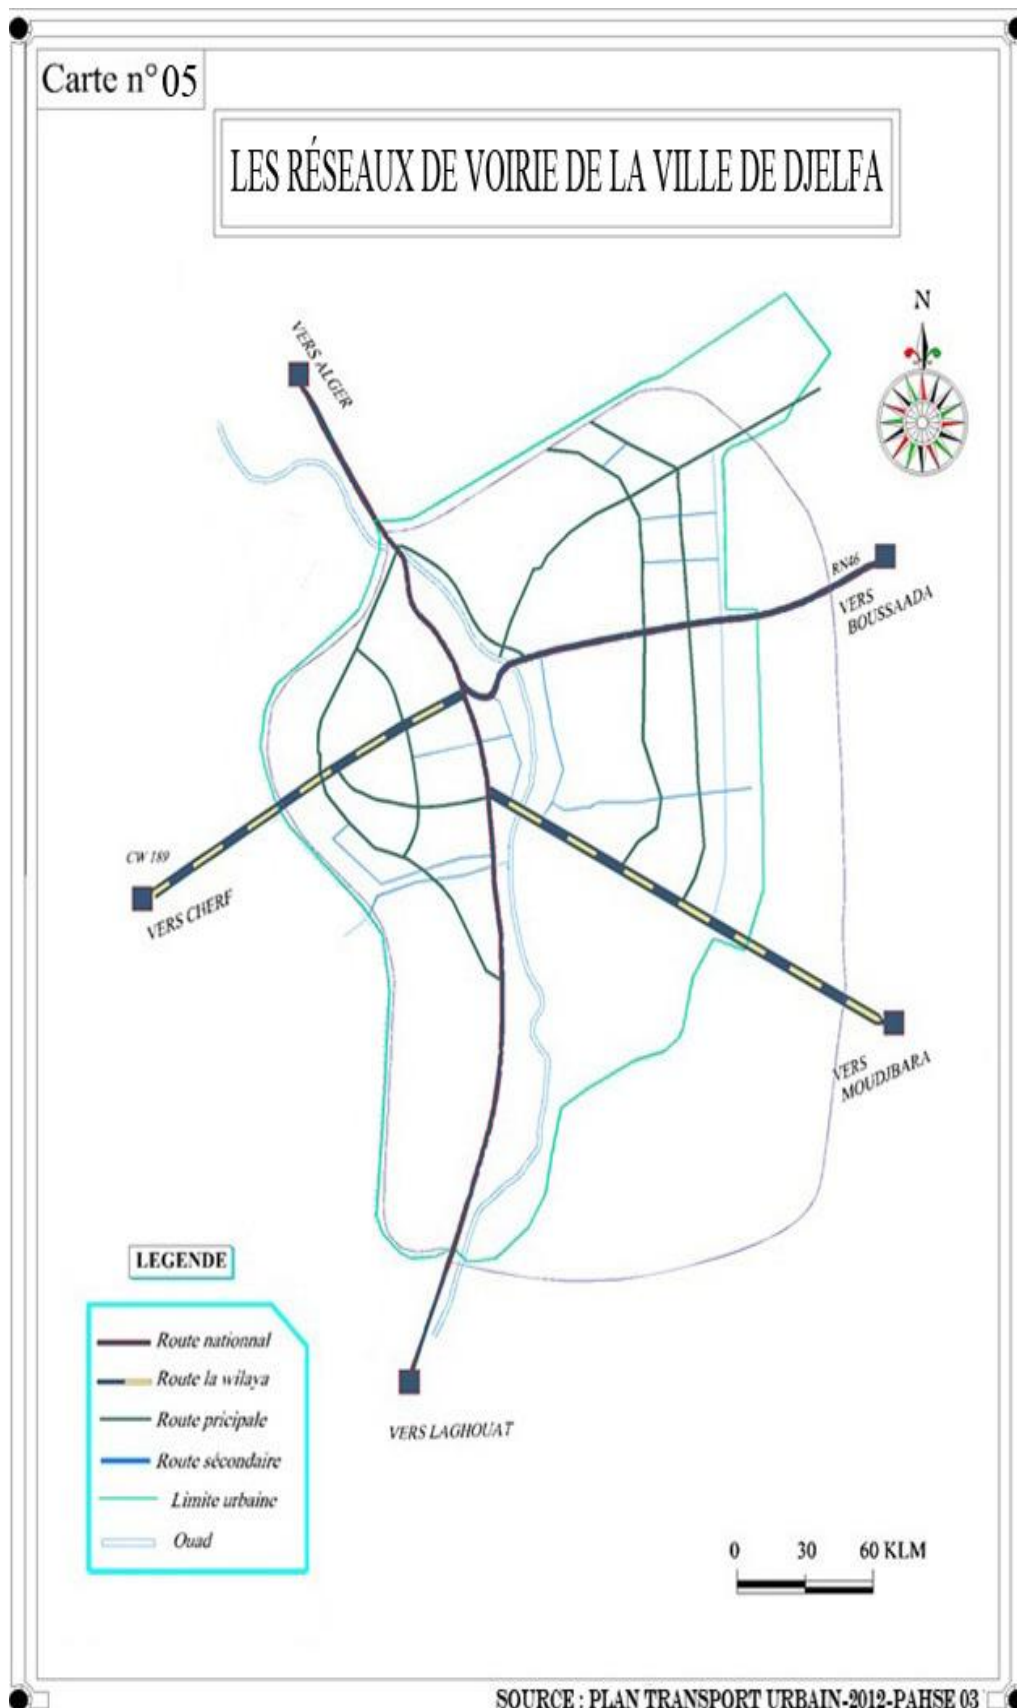 Carte n° 05
LES RÉSEAUX DE VOIRIE DE LA VILLE DE DJELFA
N
VERS ALGER
RN46
VERS
BOUSSAADA
CW 189
VERS CHERF
VERS
MOUDJBARA
VERS LAGHOUAT
LEGENDE
Route nationnal
Route la wilaya
Route pricipale
Route sécondaire
Limite urbaine
Ouad
0 30 60 KLM
SOURCE : PLAN TRANSPORT URBAIN-2012-PAHSE 03